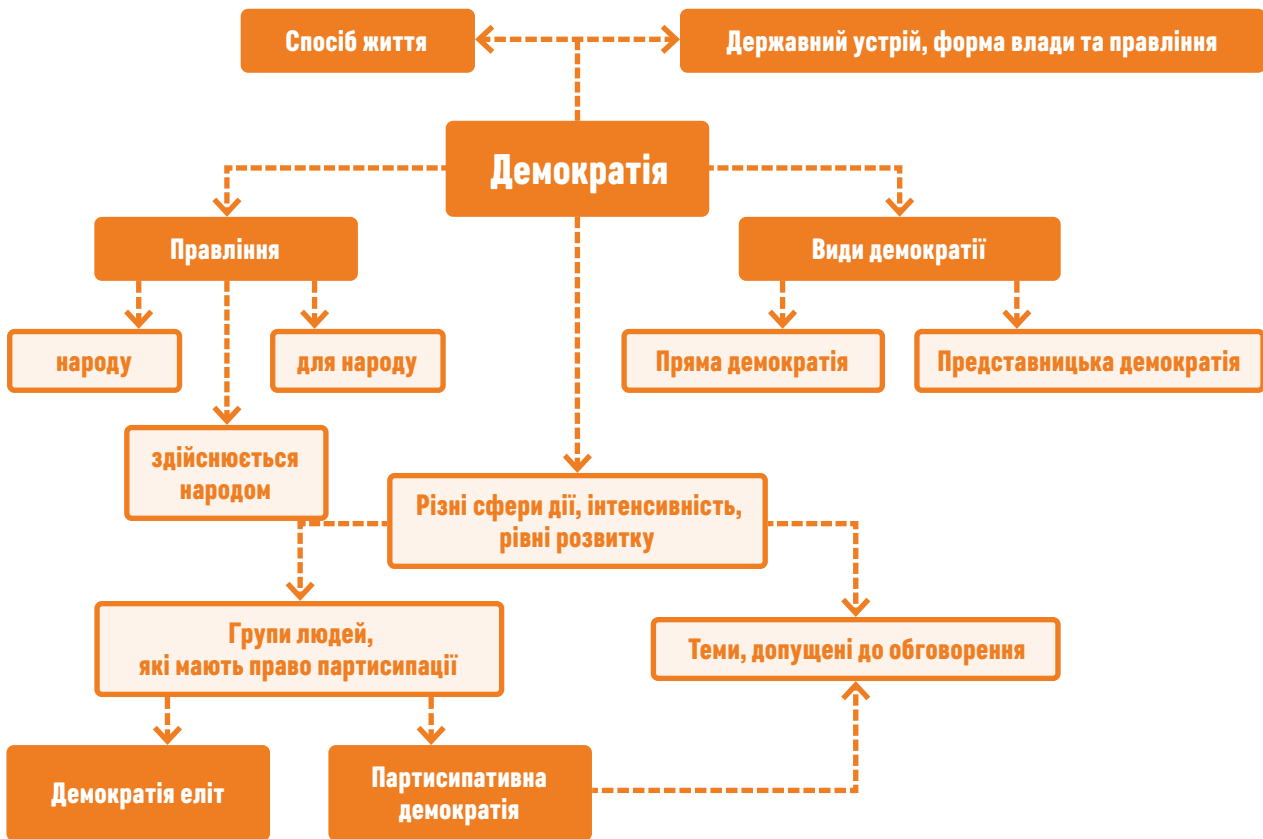 Спосіб життя
Державний устрій, форма влади та правління
Демократія
Правління
Види демократії
народу
для народу
Пряма демократія
Представницька демократія
здійснюється
народом
Різні сфери дії, інтенсивність,
рівні розвитку
Групи людей,
які мають право партисипації
Теми, допущені до обговорення
Демократія еліт
Партисипативна
демократія